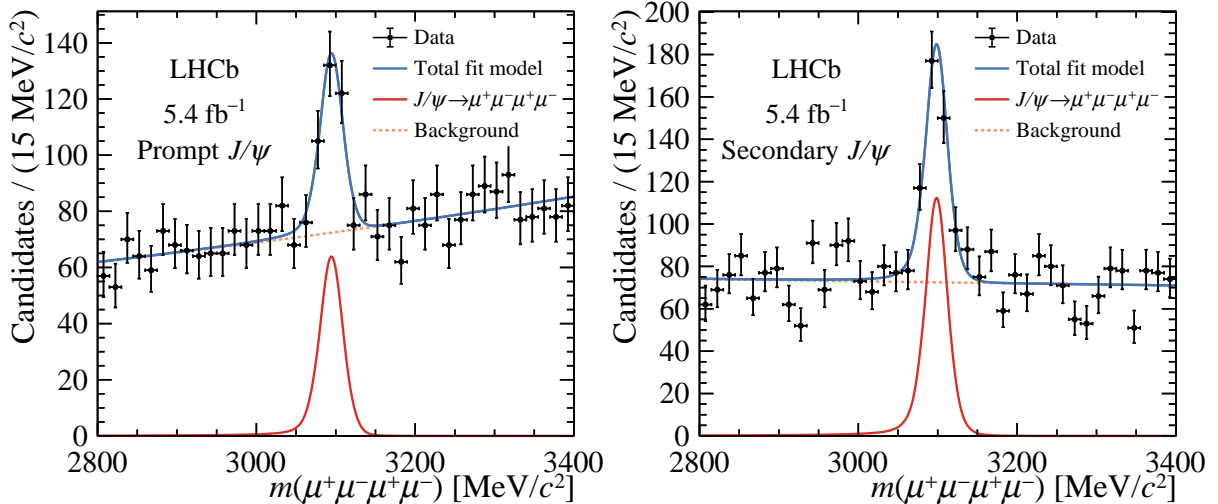 Candidates / (15 MeV/c²)
140
120
100
80
60
40
20
0
LHCb
5.4 fb⁻¹
Prompt J/ψ
Data
Total fit model
J/ψ→μ⁺μ⁻μ⁺μ⁻
Background
2800 3000 3200 3400
m(μ⁺μ⁻μ⁺μ⁻) [MeV/c²]
Candidates / (15 MeV/c²)
200
180
160
140
120
100
80
60
40
20
0
LHCb
5.4 fb⁻¹
Secondary J/ψ
Data
Total fit model
J/ψ→μ⁺μ⁻μ⁺μ⁻
Background
2800 3000 3200 3400
m(μ⁺μ⁻μ⁺μ⁻) [MeV/c²]